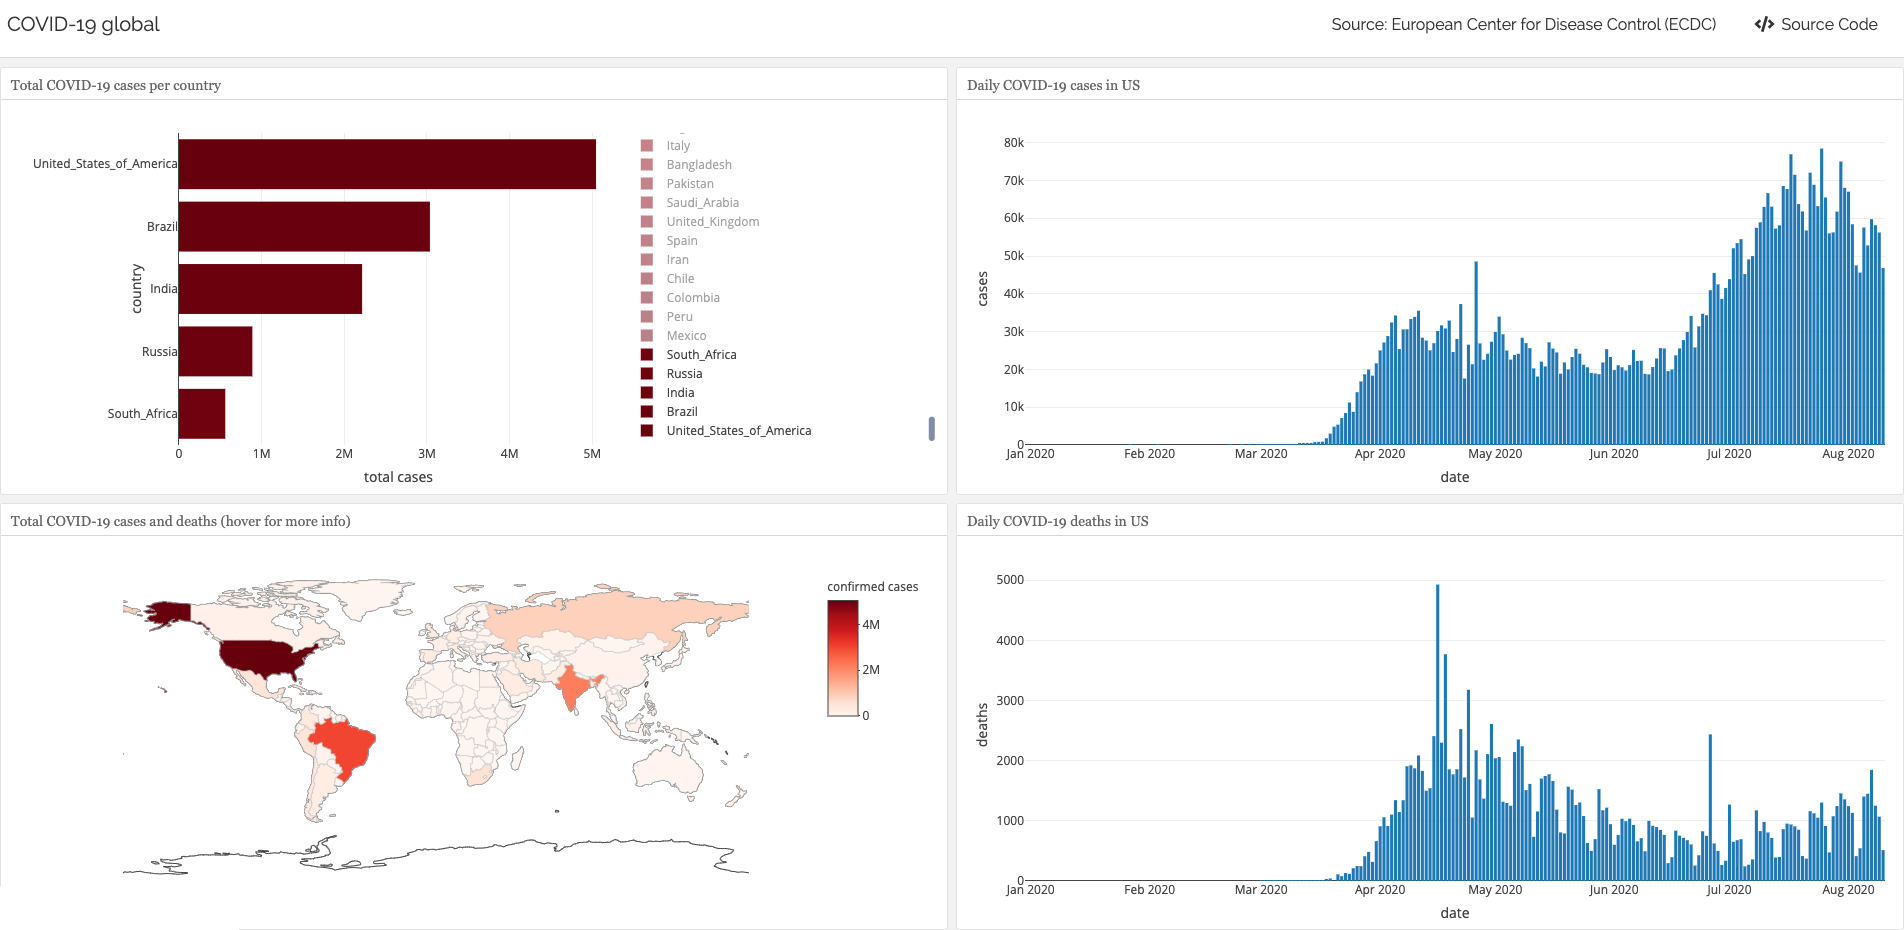 COVID-19 global
Source: European Center for Disease Control (ECDC)
Source Code
Total COVID-19 cases per country
United_States_of_America
Brazil
India
Russia
South_Africa
country
0 1M 2M 3M 4M 5M
total cases
Italy
Bangladesh
Pakistan
Saudi_Arabia
United_Kingdom
Spain
Iran
Chile
Colombia
Peru
Mexico
South_Africa
Russia
India
Brazil
United_States_of_America
Daily COVID-19 cases in US
80k
70k
60k
50k
40k
30k
20k
10k
0
cases
Jan 2020 Feb 2020 Mar 2020 Apr 2020 May 2020 Jun 2020 Jul 2020 Aug 2020
date
Total COVID-19 cases and deaths (hover for more info)
confirmed cases
4M
2M
0
Daily COVID-19 deaths in US
5000
4000
3000
2000
1000
0
deaths
Jan 2020 Feb 2020 Mar 2020 Apr 2020 May 2020 Jun 2020 Jul 2020 Aug 2020
date